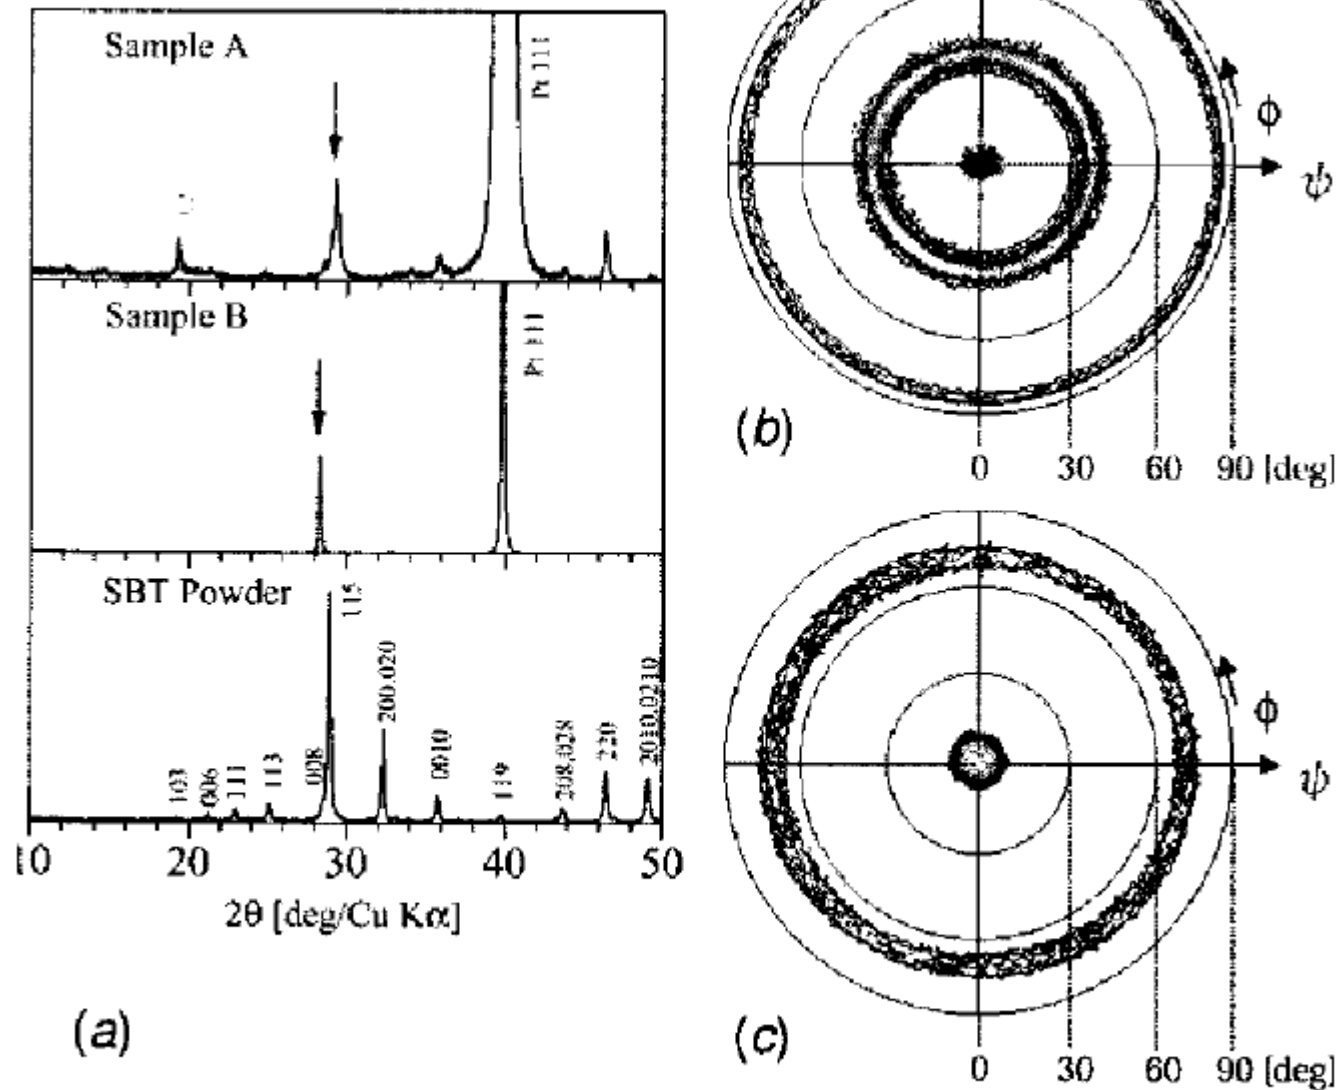 Sample A
Pt 111
Sample B
Pt 111
SBT Powder
103
006
111
113
008
115
200.020
0010
119
208,028
220
2010,0210
10 20 30 40 50
2θ [deg/Cu Kα]
(a)
ϕ
ψ
(b)
0 30 60 90 [deg]
ϕ
ψ
(c)
0 30 60 90 [deg]